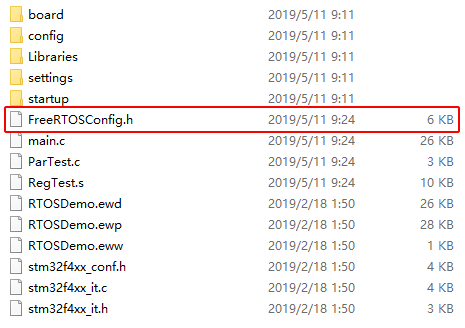 board 2019/5/11 9:11
config 2019/5/11 9:11
Libraries 2019/5/11 9:11
settings 2019/5/11 9:11
startup 2019/5/11 9:11
FreeRTOSConfig.h 2019/5/11 9:24 6 KB
main.c 2019/5/11 9:24 26 KB
ParTest.c 2019/5/11 9:24 3 KB
RegTest.s 2019/5/11 9:24 10 KB
RTOSDemo.ewd 2019/2/18 1:50 26 KB
RTOSDemo.ewp 2019/2/18 1:50 28 KB
RTOSDemo.eww 2019/2/18 1:50 1 KB
stm32f4xx_conf.h 2019/2/18 1:50 4 KB
stm32f4xx_it.c 2019/2/18 1:50 4 KB
stm32f4xx_it.h 2019/2/18 1:50 3 KB